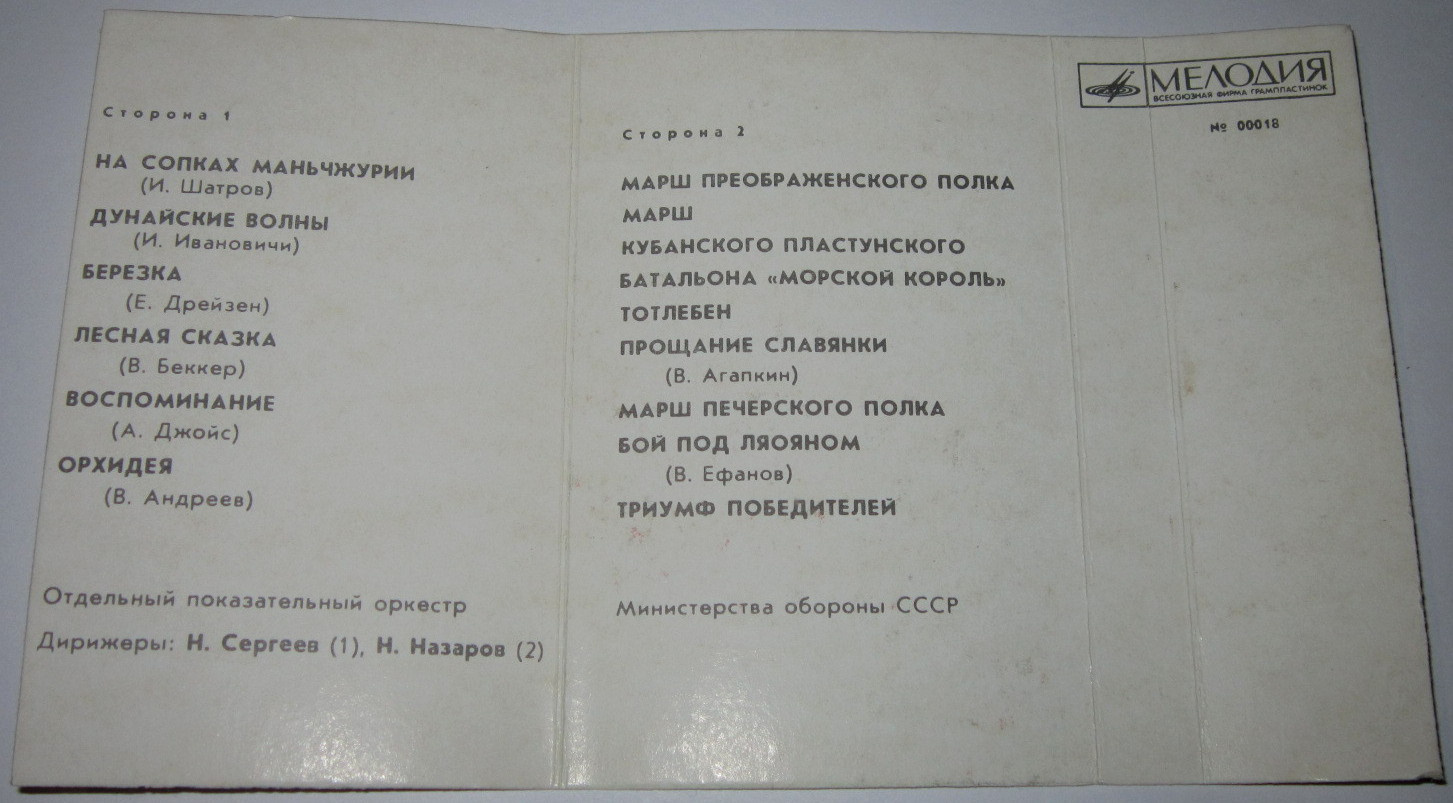 Сторона 1
НА СОПКАХ МАНЬЧЖУРИИ
(И. Шатров)
ДУНАЙСКИЕ ВОЛНЫ
(И. Ивановичи)
БЕРЕЗКА
(Е. Дрейзен)
ЛЕСНАЯ СКАЗКА
(В. Беккер)
ВОСПОМИНАНИЕ
(А. Джойс)
ОРХИДЕЯ
(В. Андреев)
Отдельный показательный оркестр
Дирижеры: Н. Сергеев (1), Н. Назаров (2)
Сторона 2
МАРШ ПРЕОБРАЖЕНСКОГО ПОЛКА
МАРШ
КУБАНСКОГО ПЛАСТУНСКОГО
БАТАЛЬОНА «МОРСКОЙ КОРОЛЬ»
ТОТЛЕБЕН
ПРОЩАНИЕ СЛАВЯНКИ
(В. Агапкин)
МАРШ ПЕЧЕРСКОГО ПОЛКА
БОЙ ПОД ЛЯОЯНОМ
(В. Ефанов)
ТРИУМФ ПОБЕДИТЕЛЕЙ
Министерства обороны СССР
МЕЛОДИЯ
ВСЕСОЮЗНАЯ ФИРМА ГРАМПЛАСТИНОК
№ 00018